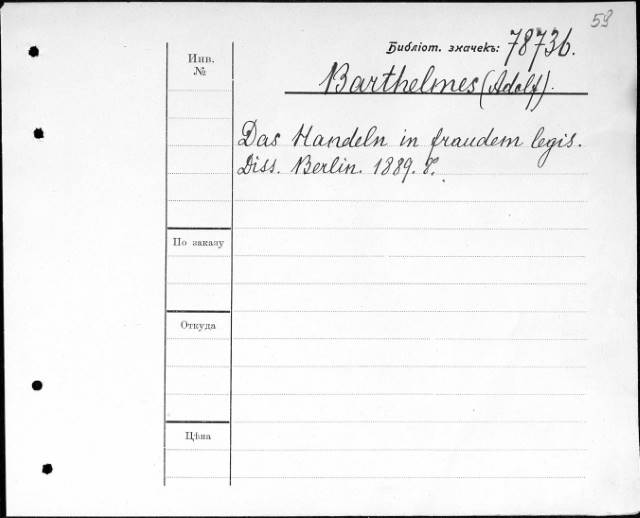 59
Библіот. значекъ: 78736.
Инв.
№
Barthelmes (Adolf).
Das Handeln in fraudem legis.
Diss. Berlin. 1889. 8.
По заказу
Откуда
Цѣна